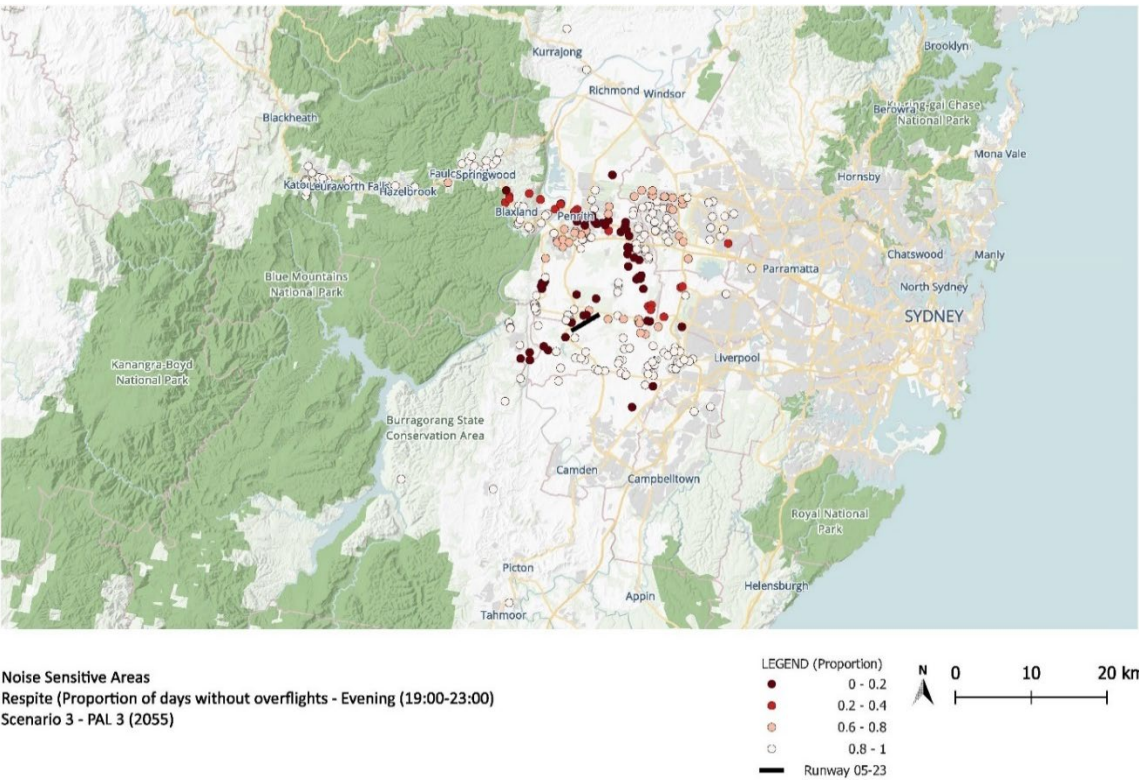 Kurrajong
Brooklyn
Richmond Windsor
Berowra
Ku-ring-gai Chase
National Park
Blackheath
Mona Vale
Springwood
Hornsby
Hazelbrook
Blaxland
Penrith
Chatswood Manly
Parramatta
Blue Mountains
National Park
North Sydney
SYDNEY
Liverpool
Kanangra-Boyd
National Park
Burragorang State
Conservation Area
Camden
Campbelltown
Royal National
Park
Picton
Helensburgh
Appin
Tahmoor
LEGEND (Proportion)
0 - 0.2
0.2 - 0.4
0.6 - 0.8
0.8 - 1
Runway 05-23
N
0 10 20 km
Noise Sensitive Areas
Respite (Proportion of days without overflights - Evening (19:00-23:00)
Scenario 3 - PAL 3 (2055)